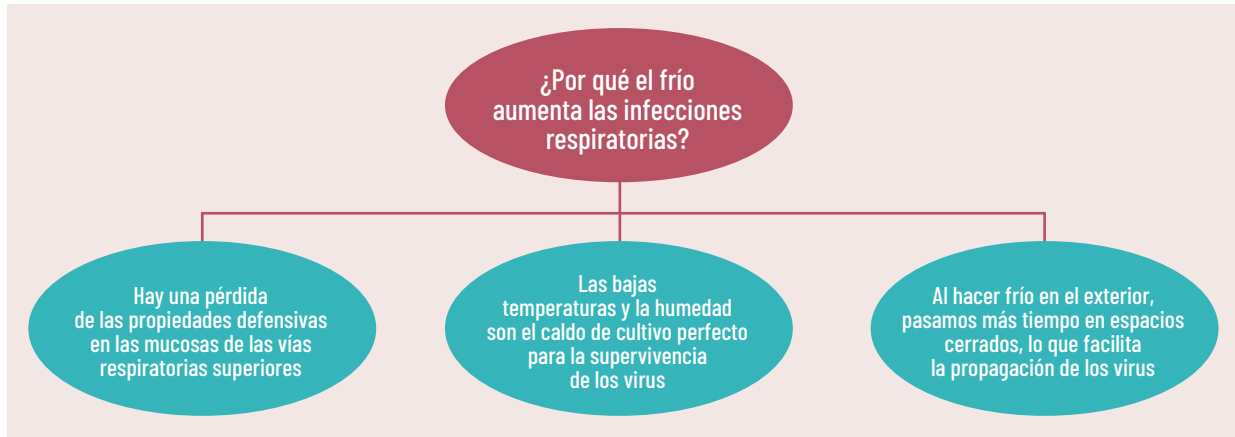 ¿Por qué el frío
aumenta las infecciones
respiratorias?
Hay una pérdida
de las propiedades defensivas
en las mucosas de las vías
respiratorias superiores
Las bajas
temperaturas y la humedad
son el caldo de cultivo perfecto
para la supervivencia
de los virus
Al hacer frío en el exterior,
pasamos más tiempo en espacios
cerrados, lo que facilita
la propagación de los virus